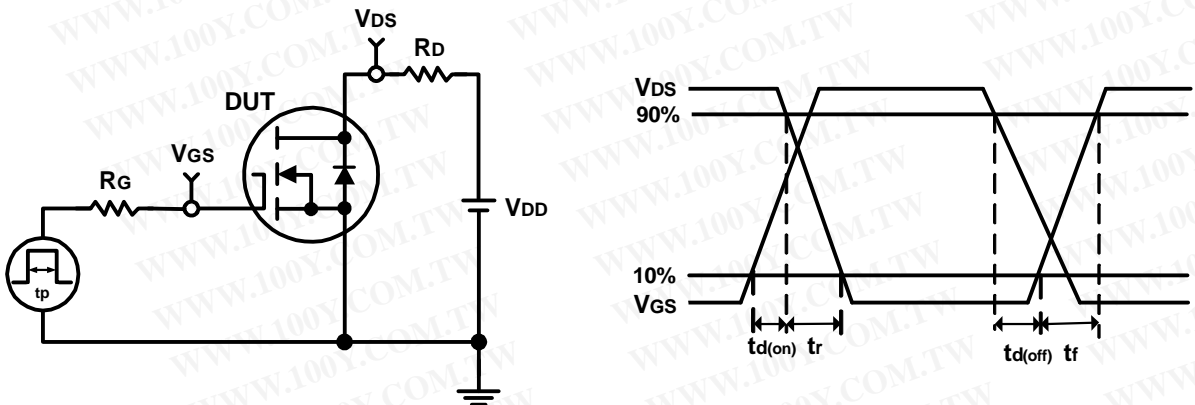 VDS
RD
DUT
VGS
RG
VDD
tp
VDS
90%
10%
VGS
td(on) tr
td(off) tf
WWW.100Y.COM.TW